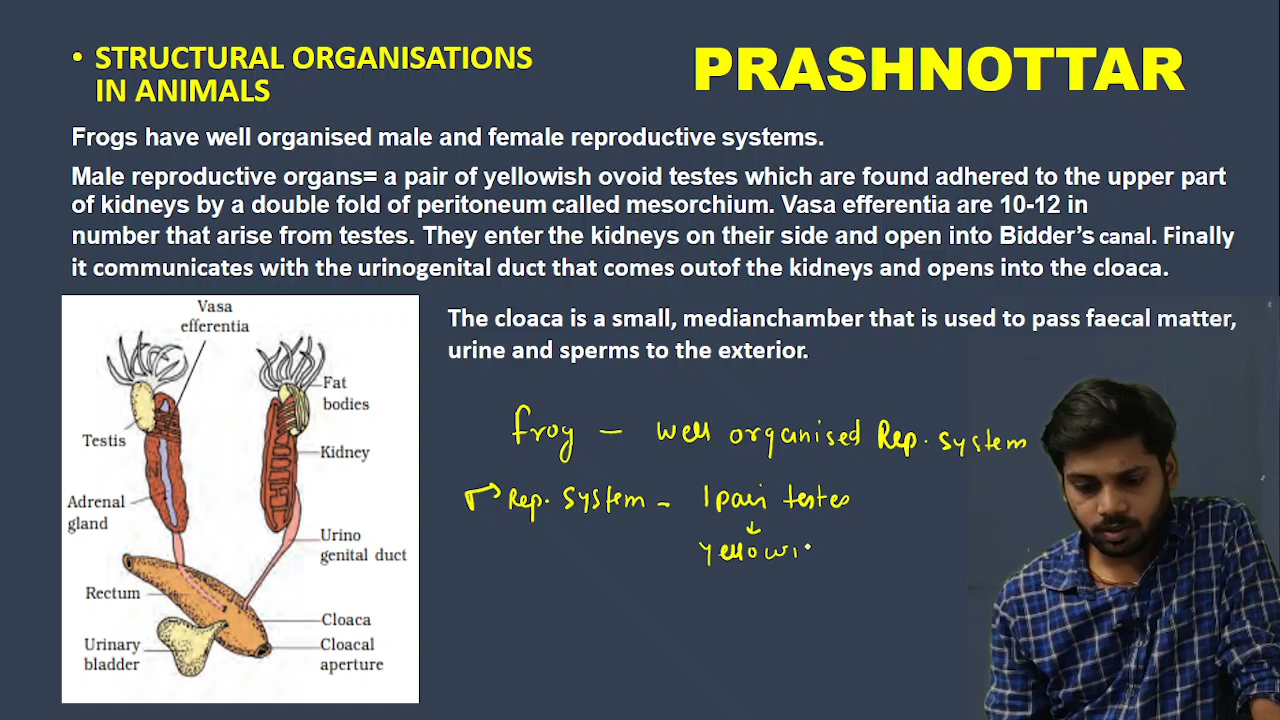 • STRUCTURAL ORGANISATIONS
IN ANIMALS
PRASHNOTTAR
Frogs have well organised male and female reproductive systems.
Male reproductive organs= a pair of yellowish ovoid testes which are found adhered to the upper part
of kidneys by a double fold of peritoneum called mesorchium. Vasa efferentia are 10-12 in
number that arise from testes. They enter the kidneys on their side and open into Bidder's canal. Finally
it communicates with the urinogenital duct that comes outof the kidneys and opens into the cloaca.
Vasa
efferentia
Fat
bodies
Testis
Kidney
Adrenal
gland
Urino
genital duct
Rectum
Cloaca
Urinary
bladder
Cloacal
aperture
The cloaca is a small, medianchamber that is used to pass faecal matter,
urine and sperms to the exterior.
frog – well organised Rep. system
Rep. System - 1 pair testes
yellowi